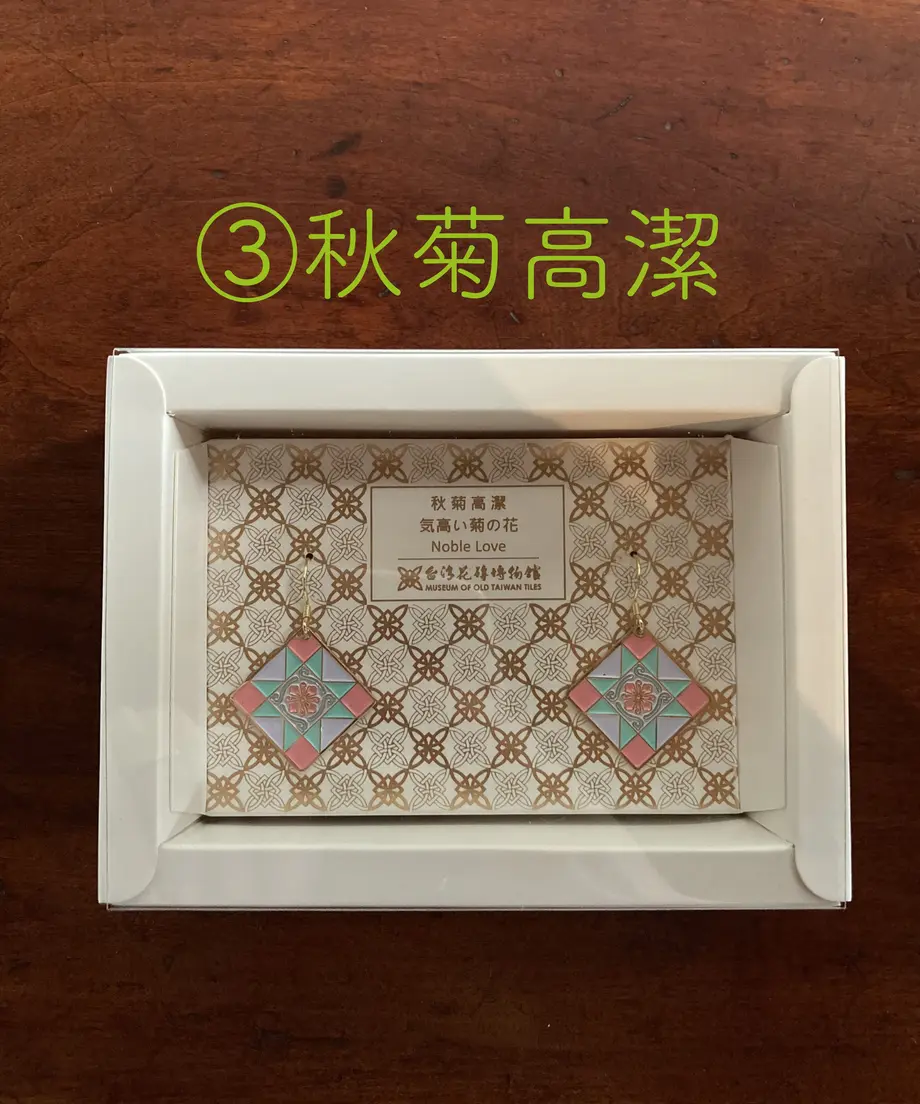 ③秋菊高潔
秋菊高潔
気高い菊の花
Noble Love
台灣花磚博物館
MUSEUM OF OLD TAIWAN TILES